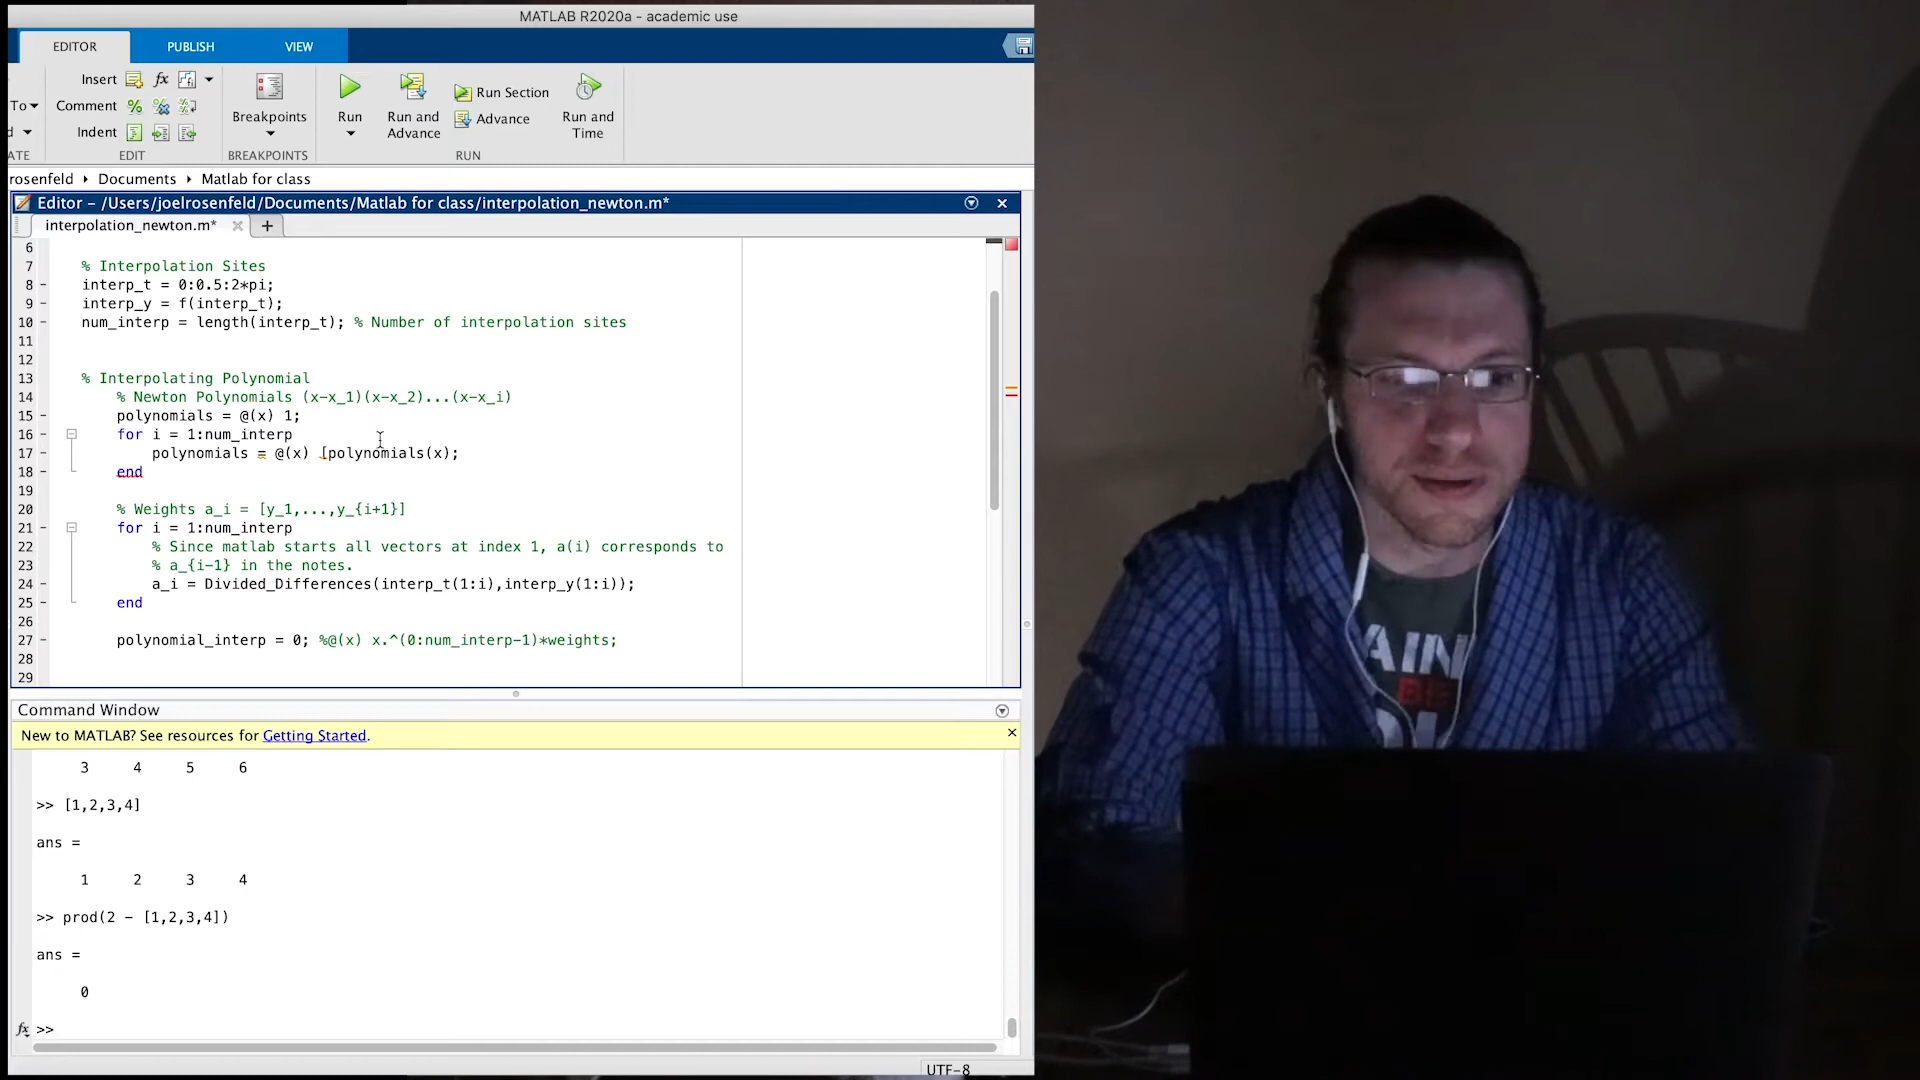 MATLAB R2020a - academic use
EDITOR
PUBLISH
VIEW
Insert
fx
To
Comment
Indent
Breakpoints
Run
Run and Advance
Run Section
Advance
Run and Time
ATE
EDIT
BREAKPOINTS
RUN
rosenfeld ▸ Documents ▸ Matlab for class
Editor – /Users/joelrosenfeld/Documents/Matlab for class/interpolation_newton.m*
interpolation_newton.m*
6
7 % Interpolation Sites
8 – interp_t = 0:0.5:2*pi;
9 – interp_y = f(interp_t);
10 – num_interp = length(interp_t); % Number of interpolation sites
11
12
13 % Interpolating Polynomial
14 % Newton Polynomials (x-x_1)(x-x_2)...(x-x_i)
15 – polynomials = @(x) 1;
16 – for i = 1:num_interp
17 – polynomials = @(x) [polynomials(x);
18 – end
19
20 % Weights a_i = [y_1,...,y_{i+1}]
21 – for i = 1:num_interp
22 % Since matlab starts all vectors at index 1, a(i) corresponds to
23 % a_{i-1} in the notes.
24 – a_i = Divided_Differences(interp_t(1:i),interp_y(1:i));
25 – end
26
27 – polynomial_interp = 0; %@(x) x.^(0:num_interp-1)*weights;
28
29
Command Window
New to MATLAB? See resources for Getting Started.
3 4 5 6
>> [1,2,3,4]
ans =
1 2 3 4
>> prod(2 - [1,2,3,4])
ans =
0
fx >>
UTF-8